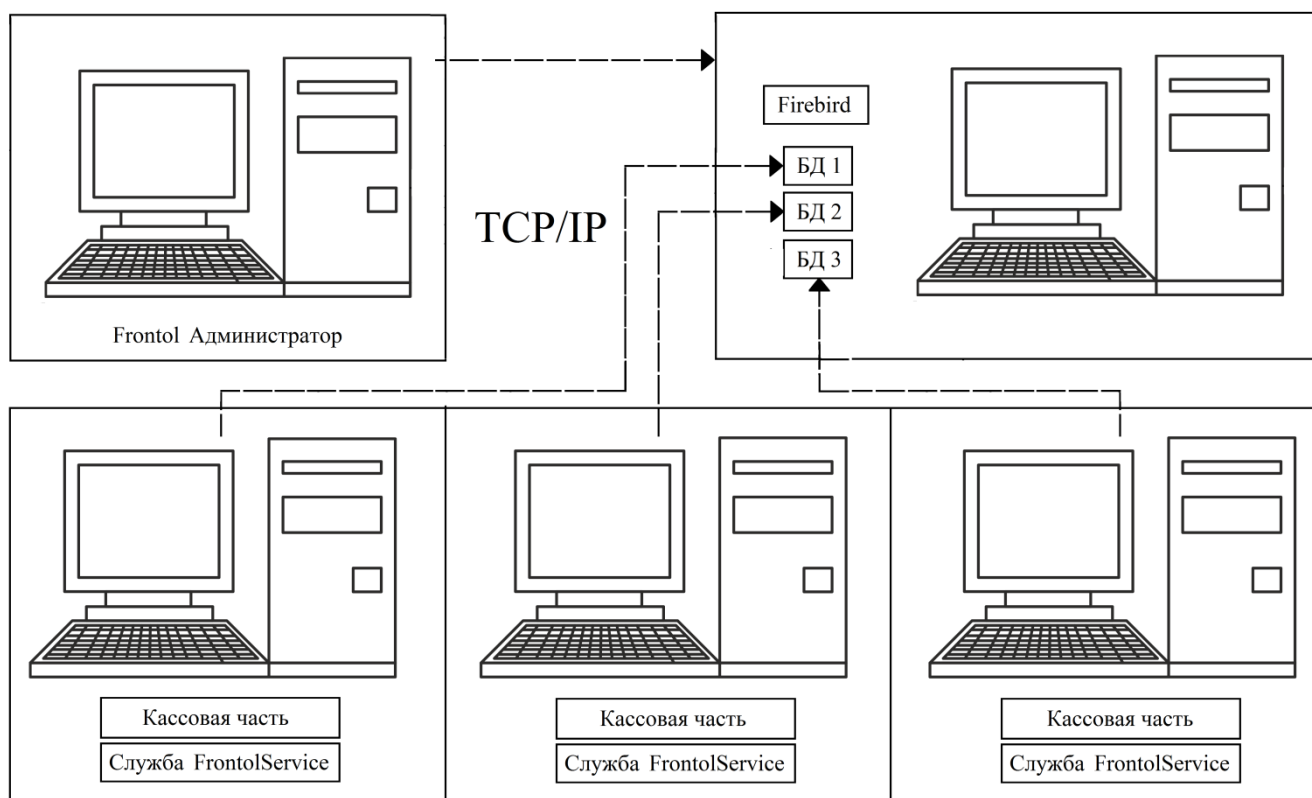 Firebird
БД 1
TCP/IP
БД 2
БД 3
Frontol Администратор
Кассовая часть
Служба FrontolService
Кассовая часть
Служба FrontolService
Кассовая часть
Служба FrontolService